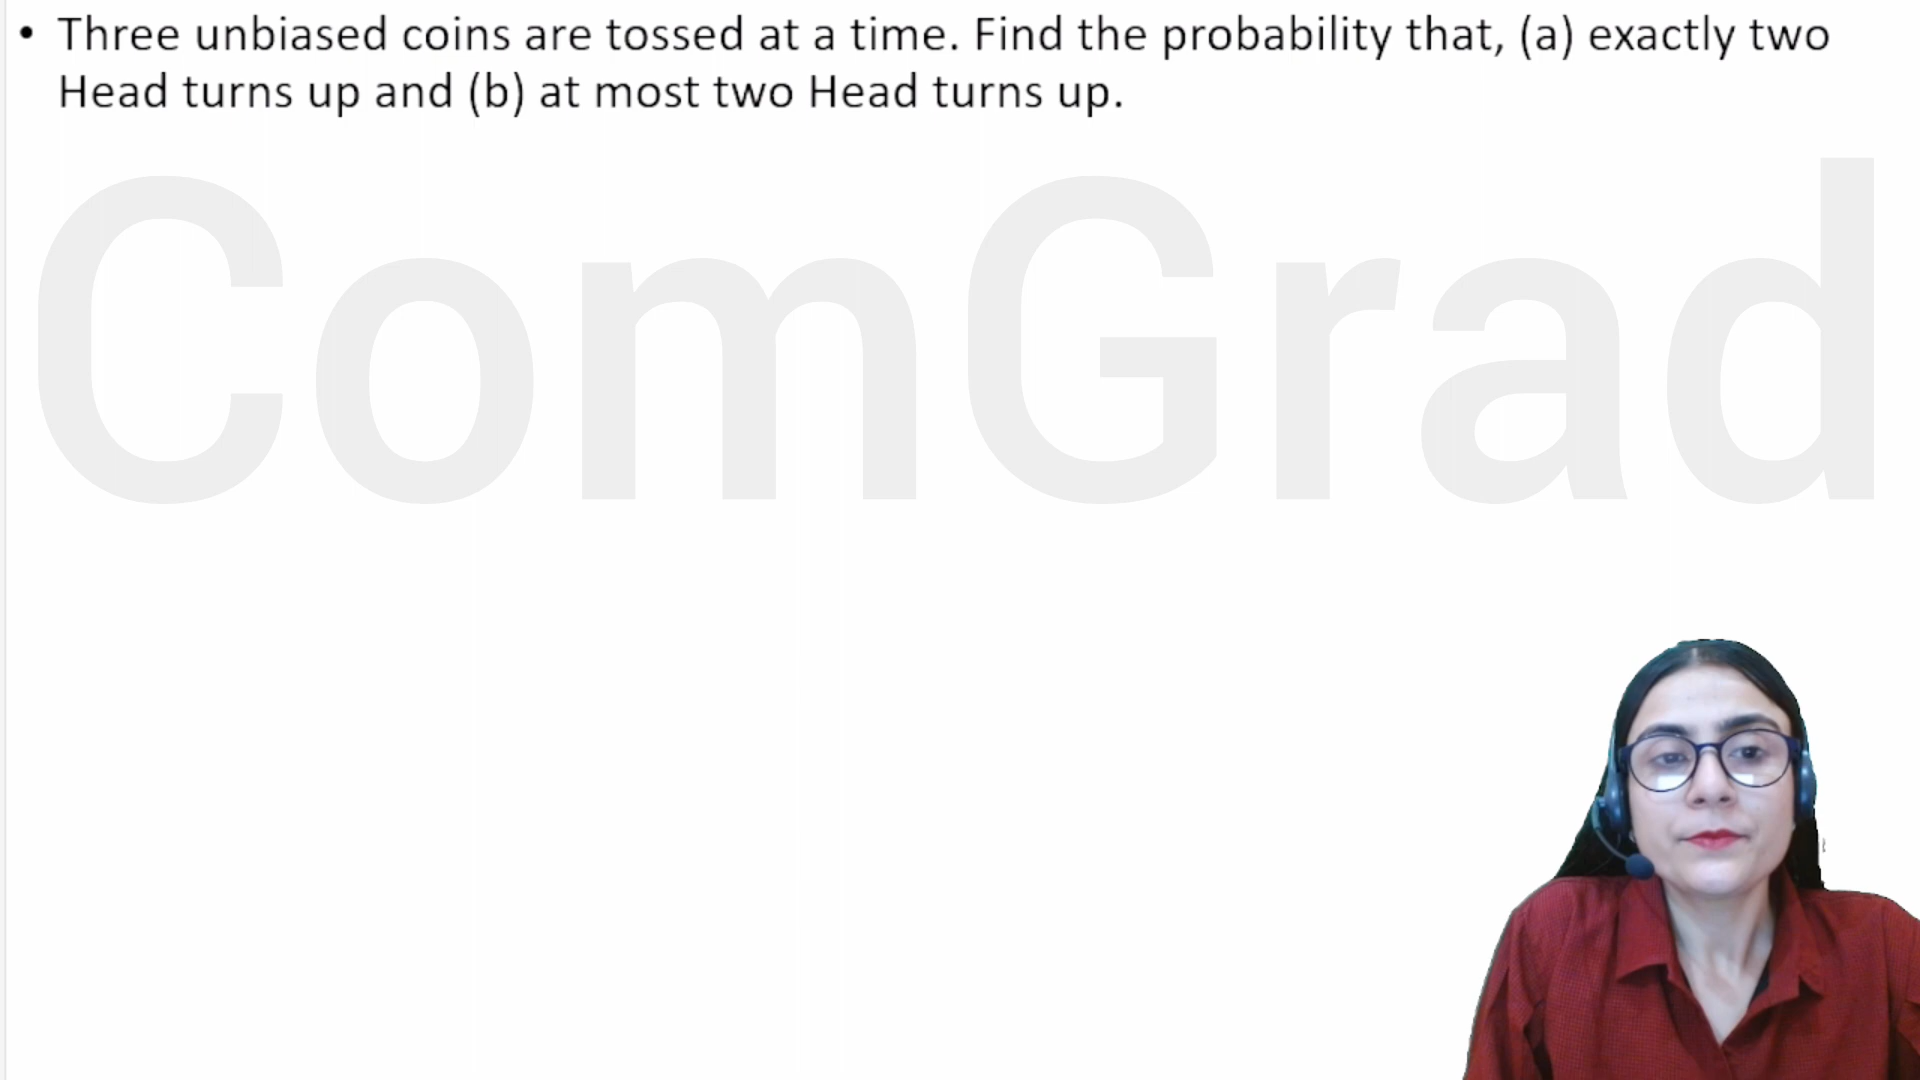 • Three unbiased coins are tossed at a time. Find the probability that, (a) exactly two
Head turns up and (b) at most two Head turns up.
ComGrad